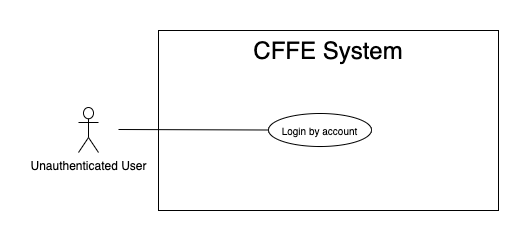 CFFE System
Login by account
Unauthenticated User